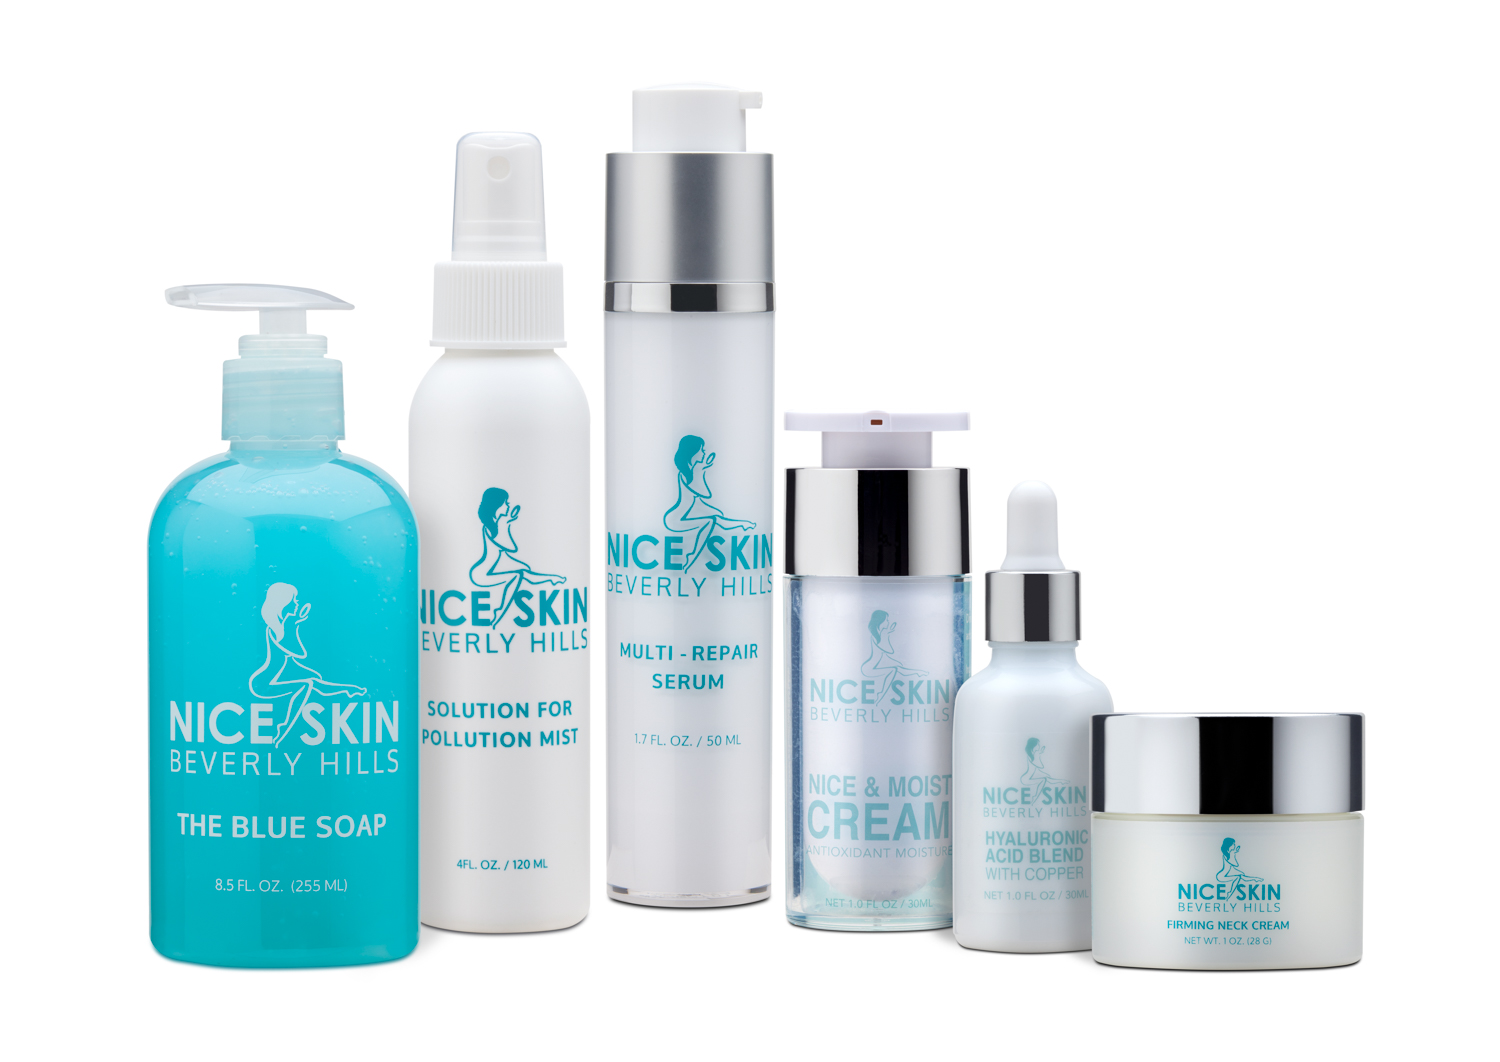 NICE SKIN
BEVERLY HILLS
THE BLUE SOAP
8.5 FL. OZ. (255 ML)
NICE SKIN
EVERLY HILLS
SOLUTION FOR
POLLUTION MIST
4FL. OZ. / 120 ML
NICE SKIN
BEVERLY HILLS
MULTI - REPAIR
SERUM
1.7 FL. OZ. / 50 ML
NICE SKIN
BEVERLY HILLS
NICE & MOIST
CREAM
ANTIOXIDANT MOISTURE
NET 1.0 FL OZ / 30ML
NICE SKIN
BEVERLY HILLS
HYALURONIC
ACID BLEND
WITH COPPER
NET 1.0 FL OZ / 30ML
NICE SKIN
BEVERLY HILLS
FIRMING NECK CREAM
NET WT. 1 OZ. (28 G)